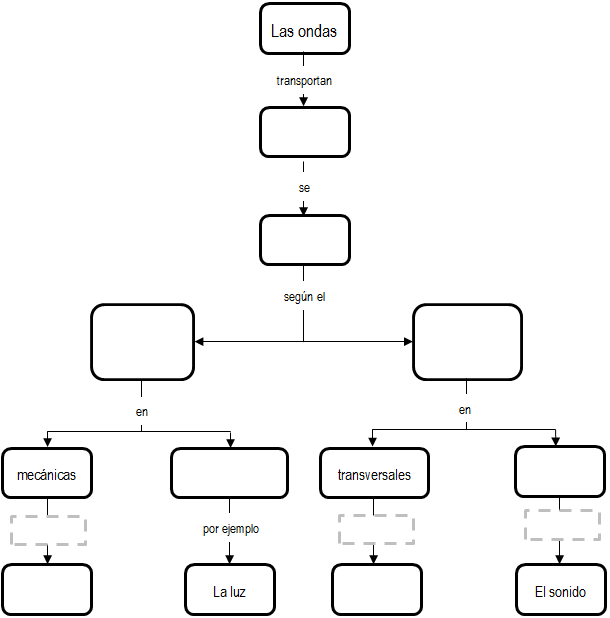 Las ondas
transportan
se
según el
en
en
mecánicas
transversales
por ejemplo
La luz
El sonido